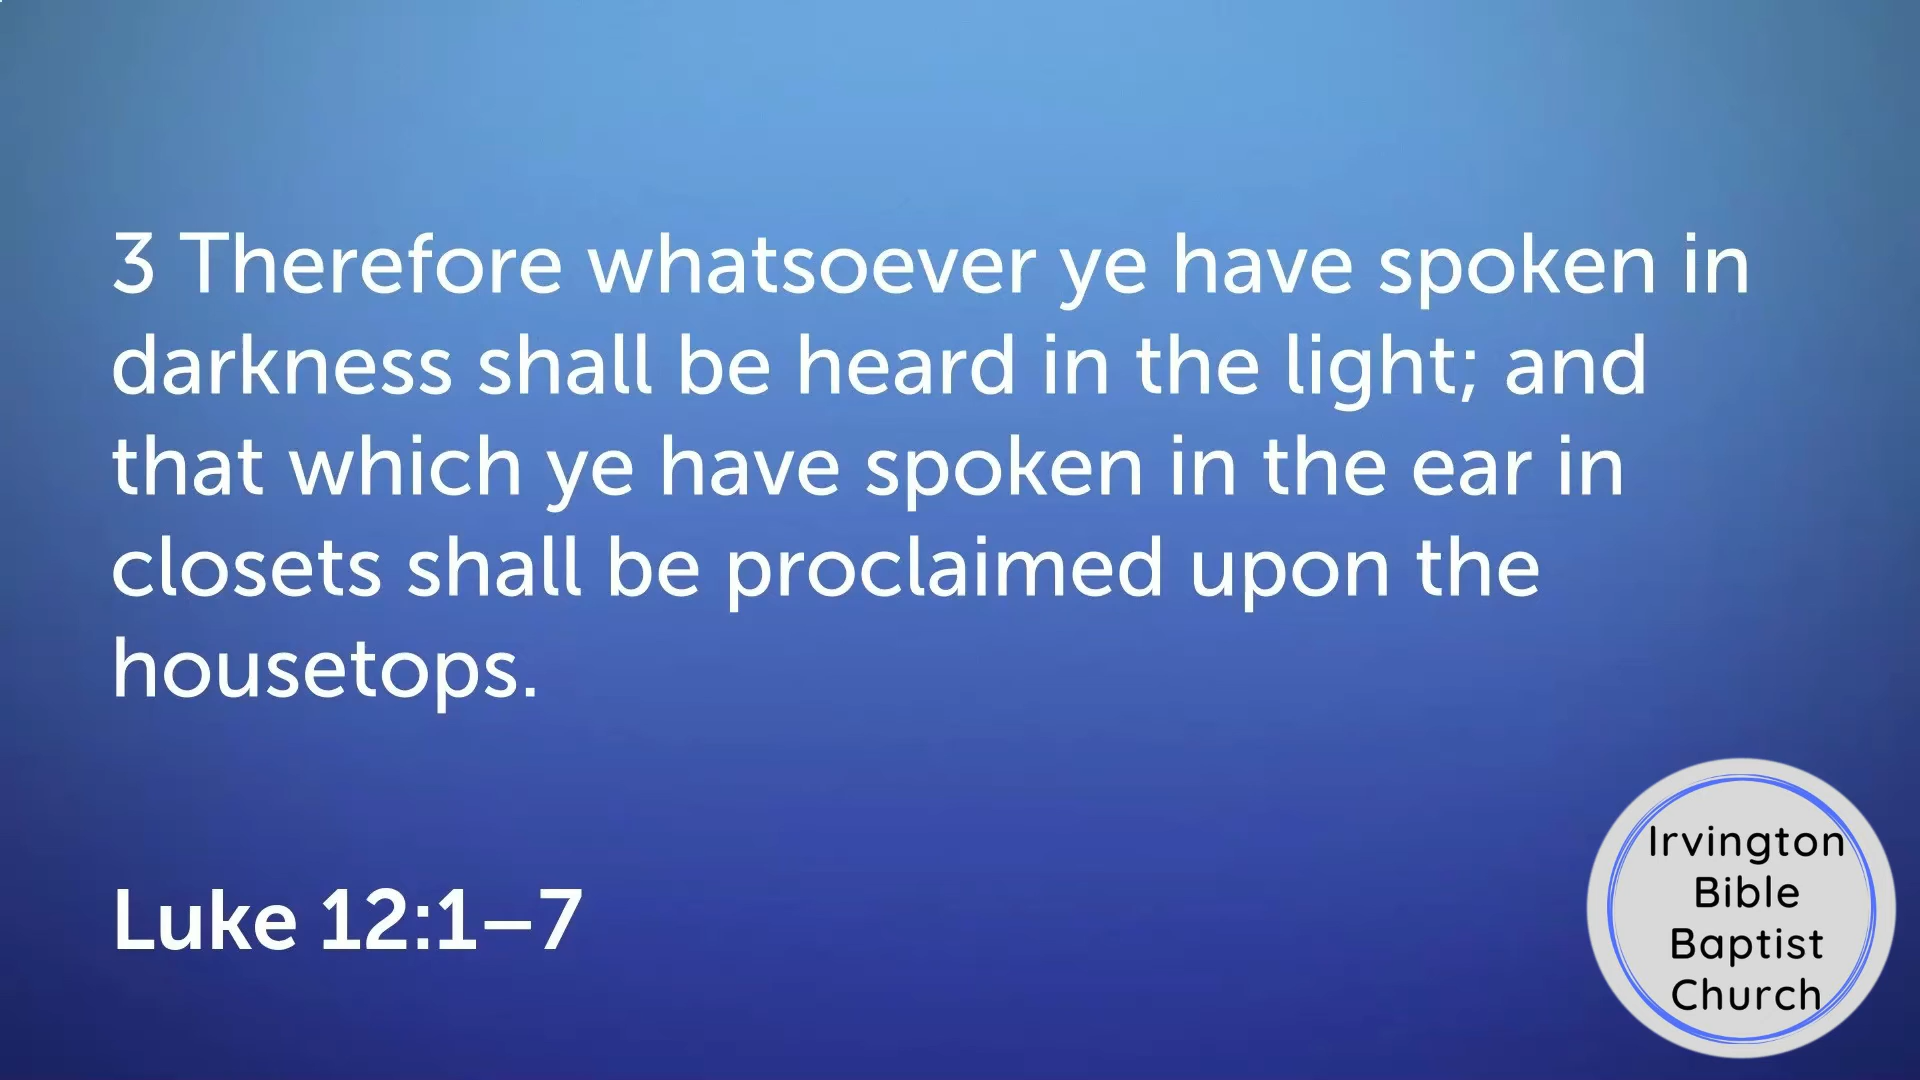 3 Therefore whatsoever ye have spoken in
darkness shall be heard in the light; and
that which ye have spoken in the ear in
closets shall be proclaimed upon the
housetops.
Luke 12:1–7
Irvington
Bible
Baptist
Church